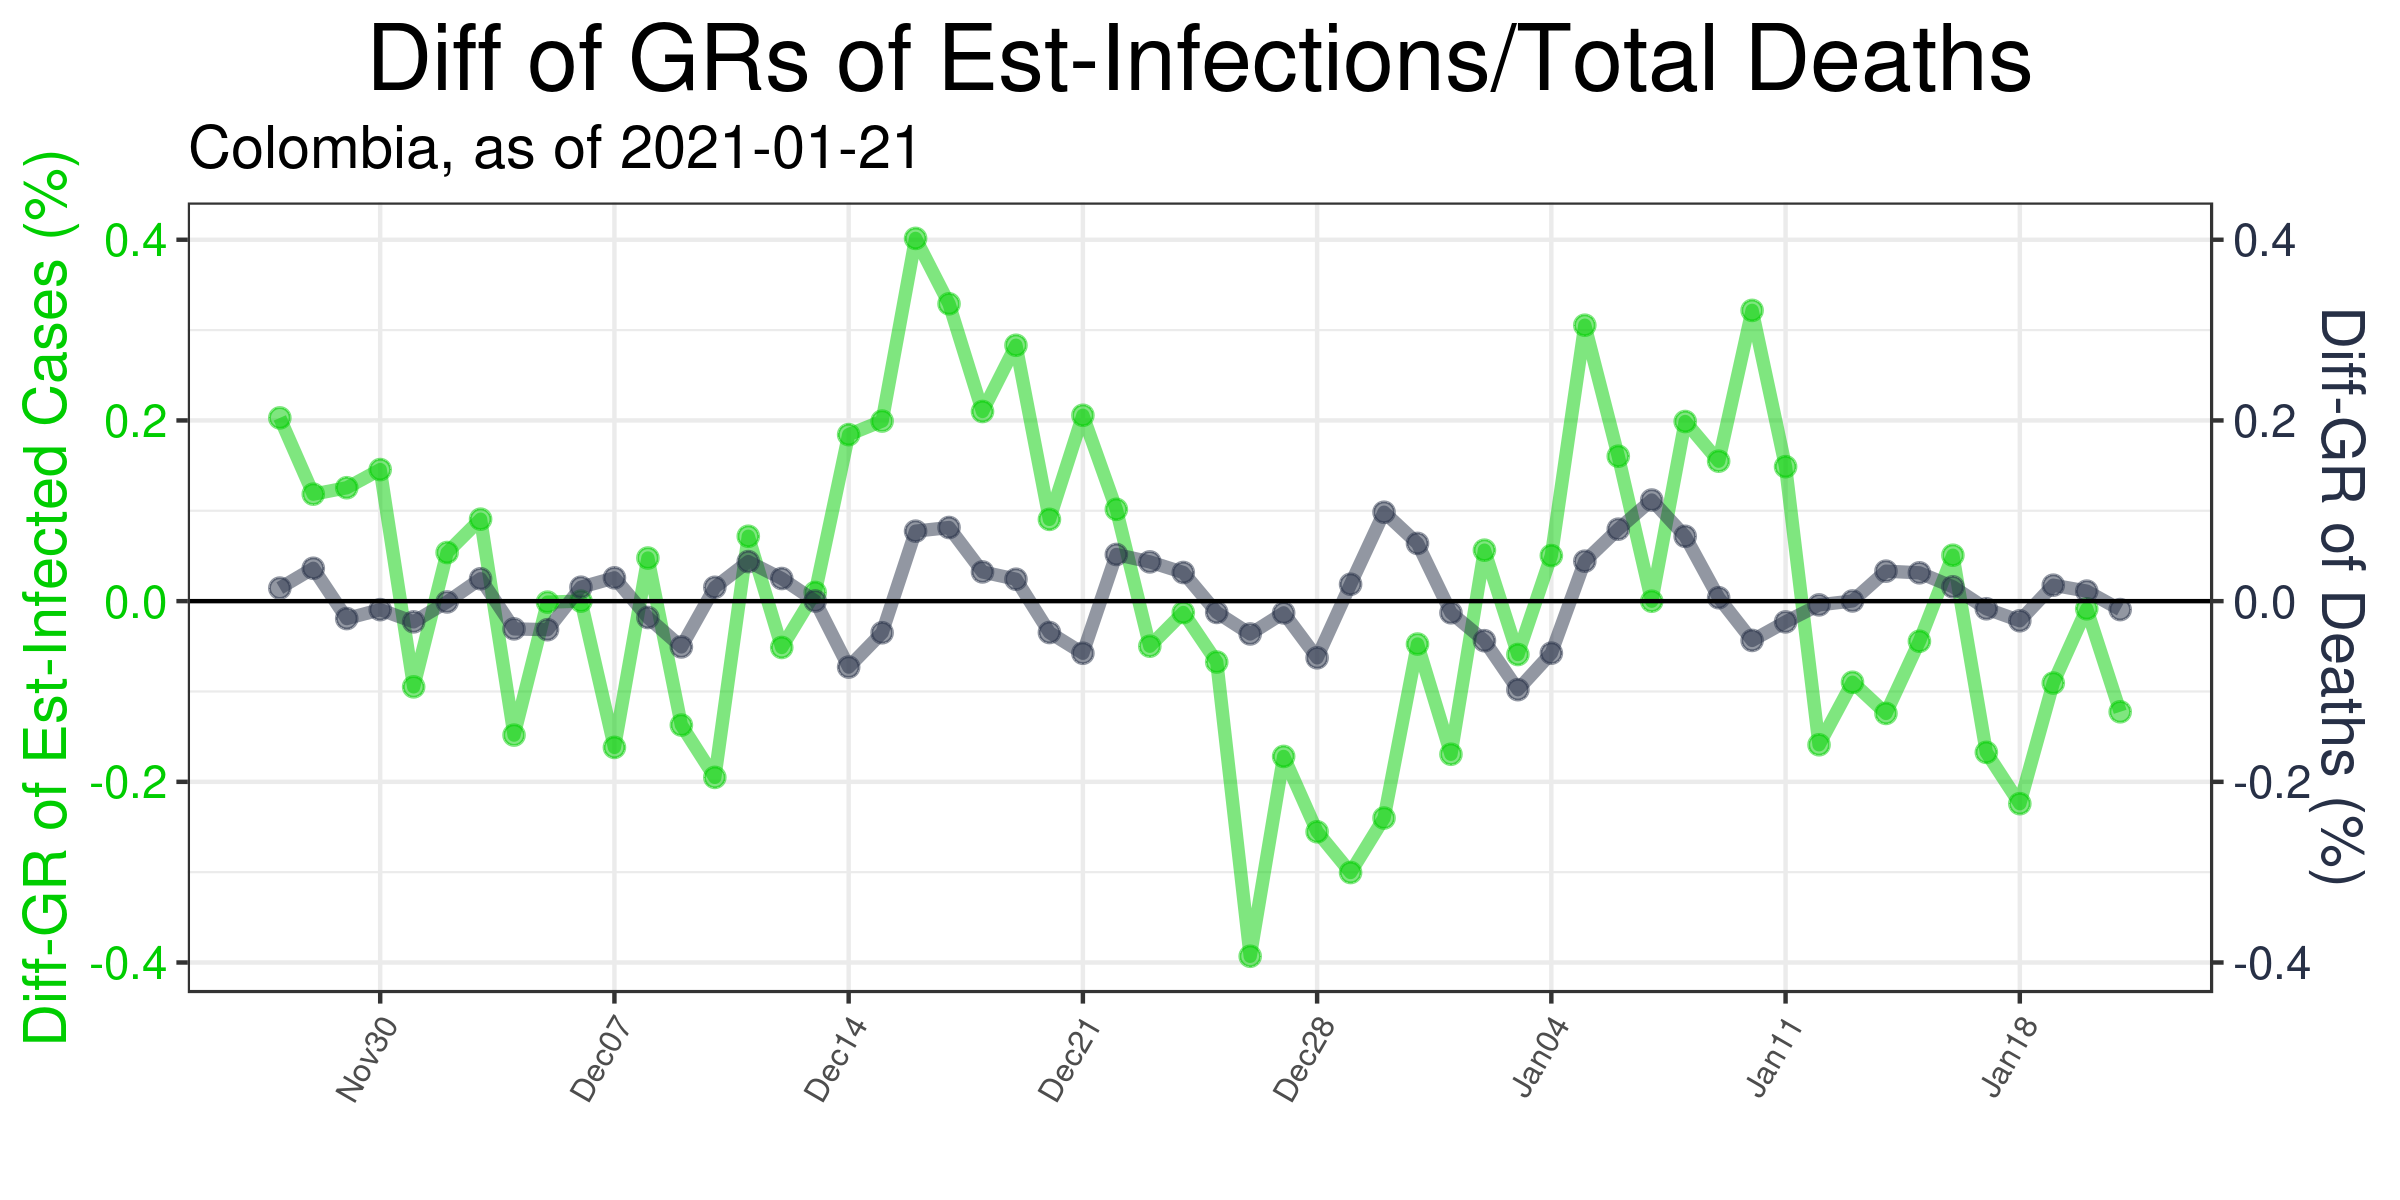 Diff of GRs of Est-Infections/Total Deaths
Colombia, as of 2021-01-21
Diff-GR of Est-Infected Cases (%)
0.4
0.2
0.0
-0.2
-0.4
0.4
0.2
0.0
-0.2
-0.4
Diff-GR of Deaths (%)
Nov30
Dec07
Dec14
Dec21
Dec28
Jan04
Jan11
Jan18